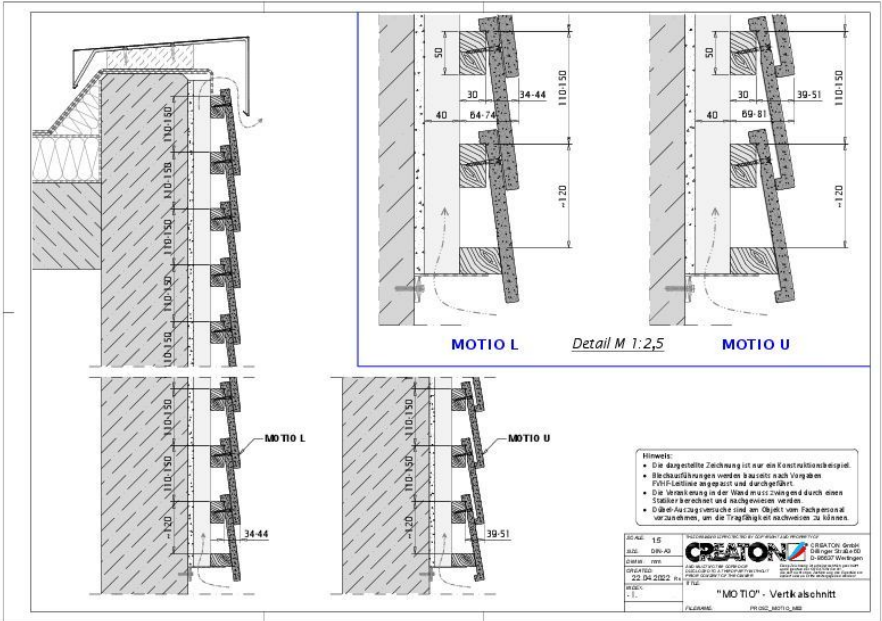 110-150
110-150
110-150
110-150
110-150
50
30
34-44
40
64-74
110-150
~120
50
30
39-51
40
69-81
110-150
~120
MOTIO L
Detail M 1:2,5
MOTIO U
110-150
110-150
~120
MOTIO L
34-44
110-150
110-150
~120
MOTIO U
39-51
Hinweis:
• Die dargestellte Zeichnung ist nur ein Konstruktionsbeispiel.
• Blechausführungen werden bauseits nach Vorgaben
FVHF-Leitlinie angepasst und durchgeführt.
• Die Verankerung in der Wand muss zwingend durch einen
Statiker berechnet und nachgewiesen werden.
• Dübel-Auszugsversuche sind am Objekt vom Fachpersonal
vorzunehmen, um die Tragfähigkeit nachweisen zu können.
SCALE: 1:5
SIZE: DIN-A3
DIM IN: mm
CREATED:
22.04.2022
INDEX:
- I.
CREATON
CREATON GmbH
Dillinger Straße 60
D-86637 Wertingen
TITLE:
"MOTIO" - Vertikalschnitt
FILENAME: